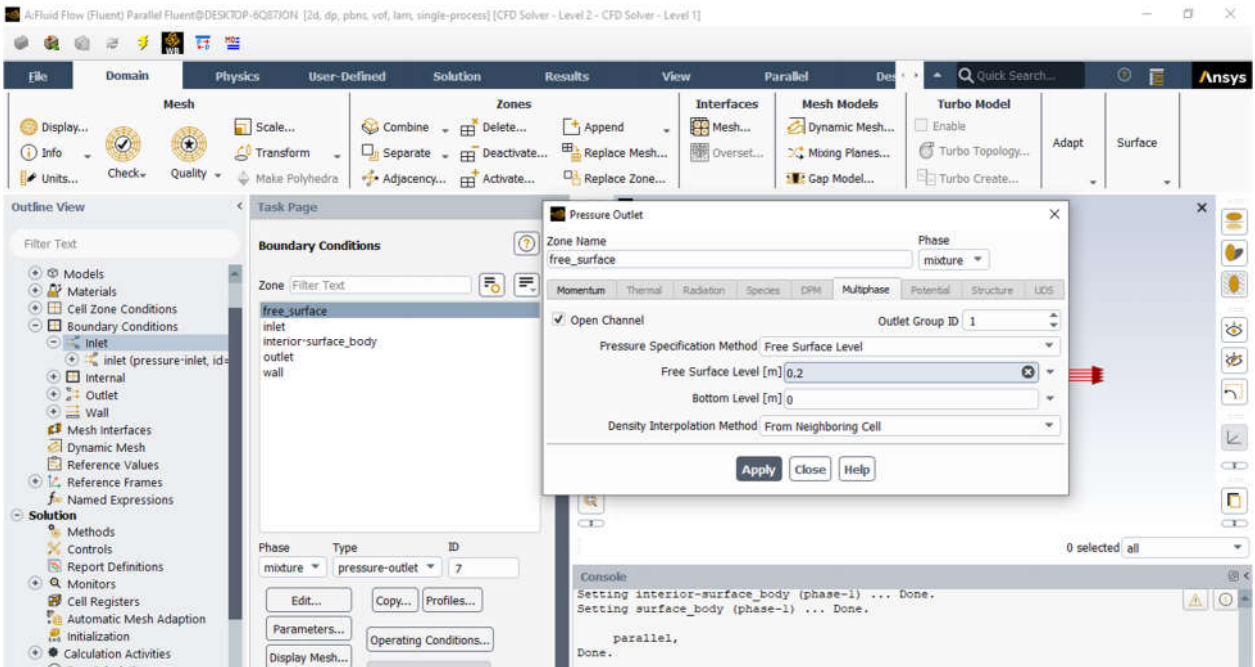 A:Fluid Flow (Fluent) Parallel Fluent@DESKTOP-6Q87JON [2d, dp, pbns, vof, lam, single-process] [CFD Solver - Level 2 - CFD Solver - Level 1]
WB
File Domain Physics User-Defined Solution Results View Parallel Des Quick Search... Ansys
Mesh Zones Interfaces Mesh Models Turbo Model
Display... Scale... Combine Delete... Append Mesh... Dynamic Mesh... Enable
Info Check Quality Transform Separate Deactivate... Replace Mesh... Overset... Mixing Planes... Turbo Topology... Adapt Surface
Units... Make Polyhedra Adjacency... Activate... Replace Zone... Gap Model... Turbo Create...
Outline View
Filter Text
Models
Materials
Cell Zone Conditions
Boundary Conditions
Inlet
inlet (pressure-inlet, id=
Internal
Outlet
Wall
Mesh Interfaces
Dynamic Mesh
Reference Values
Reference Frames
Named Expressions
Solution
Methods
Controls
Report Definitions
Monitors
Cell Registers
Automatic Mesh Adaption
Initialization
Calculation Activities
Task Page
Boundary Conditions
Zone Filter Text
free_surface
inlet
interior-surface_body
outlet
wall
Phase Type ID
mixture pressure-outlet 7
Edit... Copy... Profiles...
Parameters... Operating Conditions...
Display Mesh...
Pressure Outlet
Zone Name Phase
free_surface mixture
Momentum Thermal Radiation Species DPM Multiphase Potential Structure UDS
Open Channel Outlet Group ID 1
Pressure Specification Method Free Surface Level
Free Surface Level [m] 0.2
Bottom Level [m] 0
Density Interpolation Method From Neighboring Cell
Apply Close Help
0 selected all
Console
Setting interior-surface_body (phase-1) ... Done.
Setting surface_body (phase-1) ... Done.
parallel,
Done.